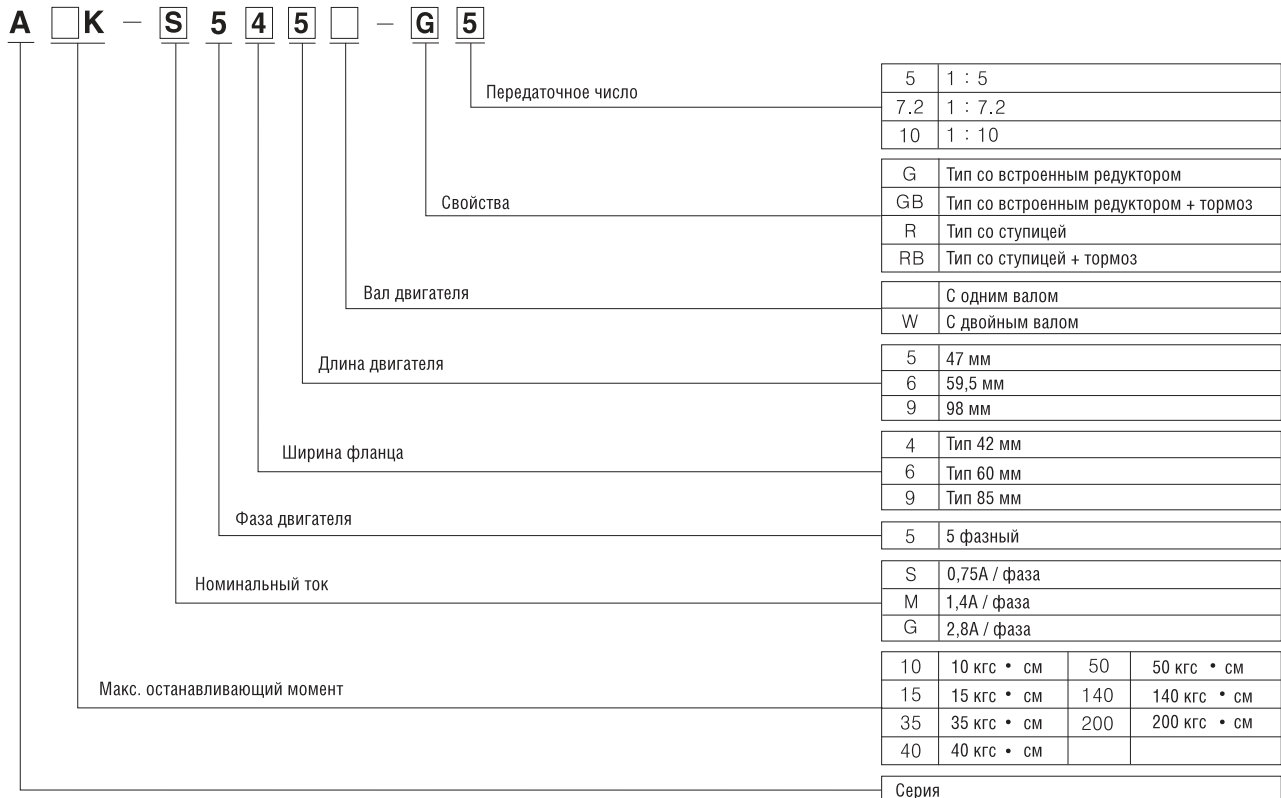 A K - S 5 4 5 - G 5
Передаточное число
5 1 : 5
7.2 1 : 7.2
10 1 : 10
Свойства
G Тип со встроенным редуктором
GB Тип со встроенным редуктором + тормоз
R Тип со ступицей
RB Тип со ступицей + тормоз
Вал двигателя
С одним валом
W С двойным валом
Длина двигателя
5 47 мм
6 59,5 мм
9 98 мм
Ширина фланца
4 Тип 42 мм
6 Тип 60 мм
9 Тип 85 мм
Фаза двигателя
5 5 фазный
Номинальный ток
S 0,75А / фаза
M 1,4А / фаза
G 2,8А / фаза
Макс. останавливающий момент
10 10 кгс • см 50 50 кгс • см
15 15 кгс • см 140 140 кгс • см
35 35 кгс • см 200 200 кгс • см
40 40 кгс • см
Серия